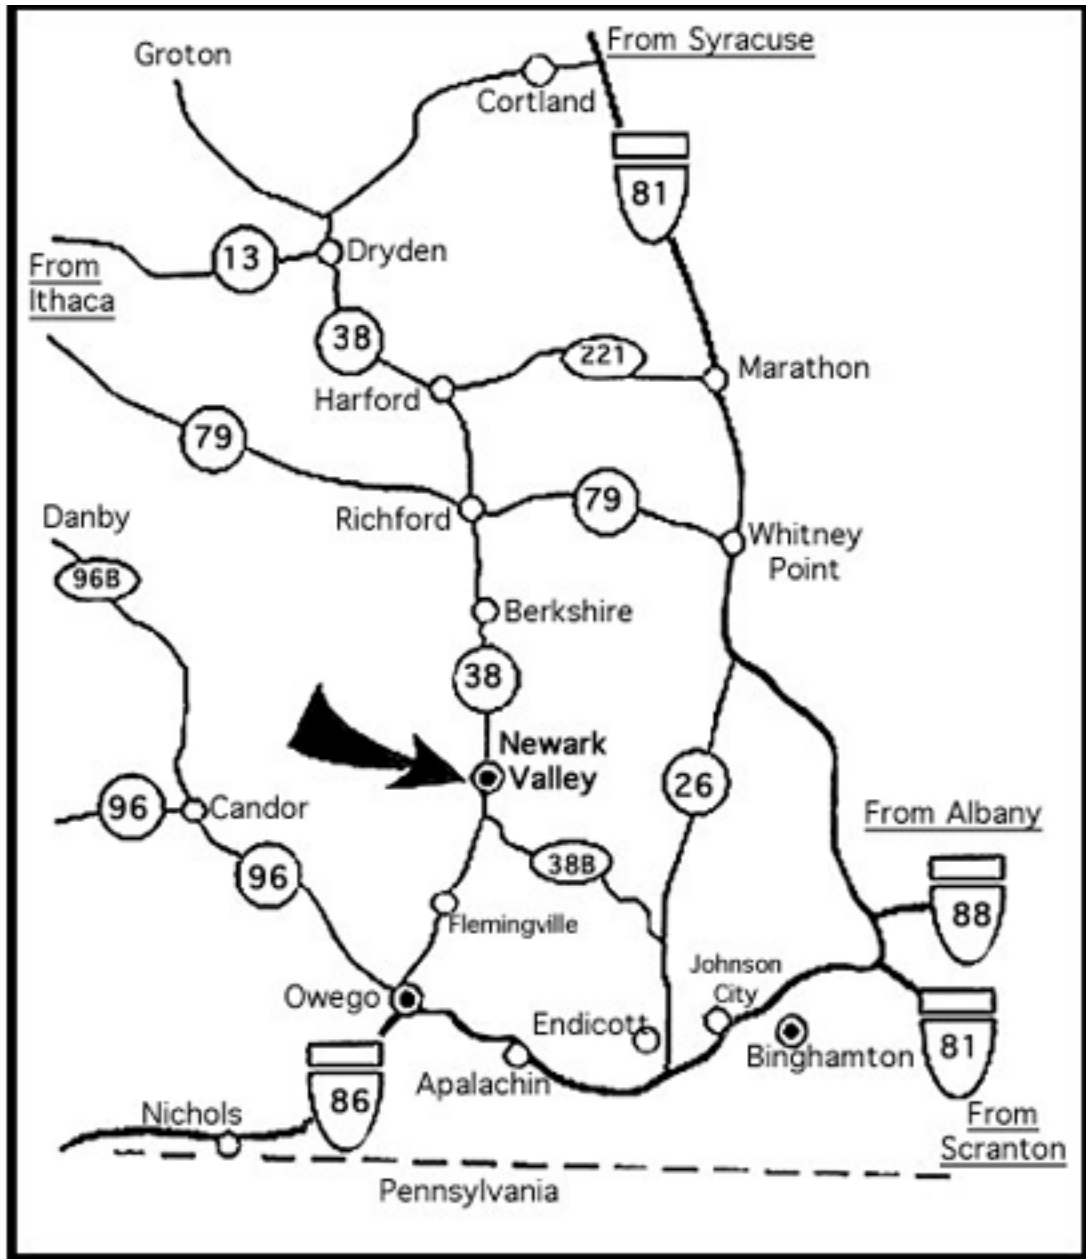 From Syracuse
Groton
Cortland
81
13
Dryden
From
Ithaca
38
221
Marathon
Harford
79
79
Danby
Richford
Whitney
Point
96B
Berkshire
38
Newark
Valley
26
96
Candor
From Albany
38B
96
88
Flemingville
Johnson
City
Owego
Endicott
Binghamton
81
Apalachin
86
Nichols
From
Scranton
Pennsylvania